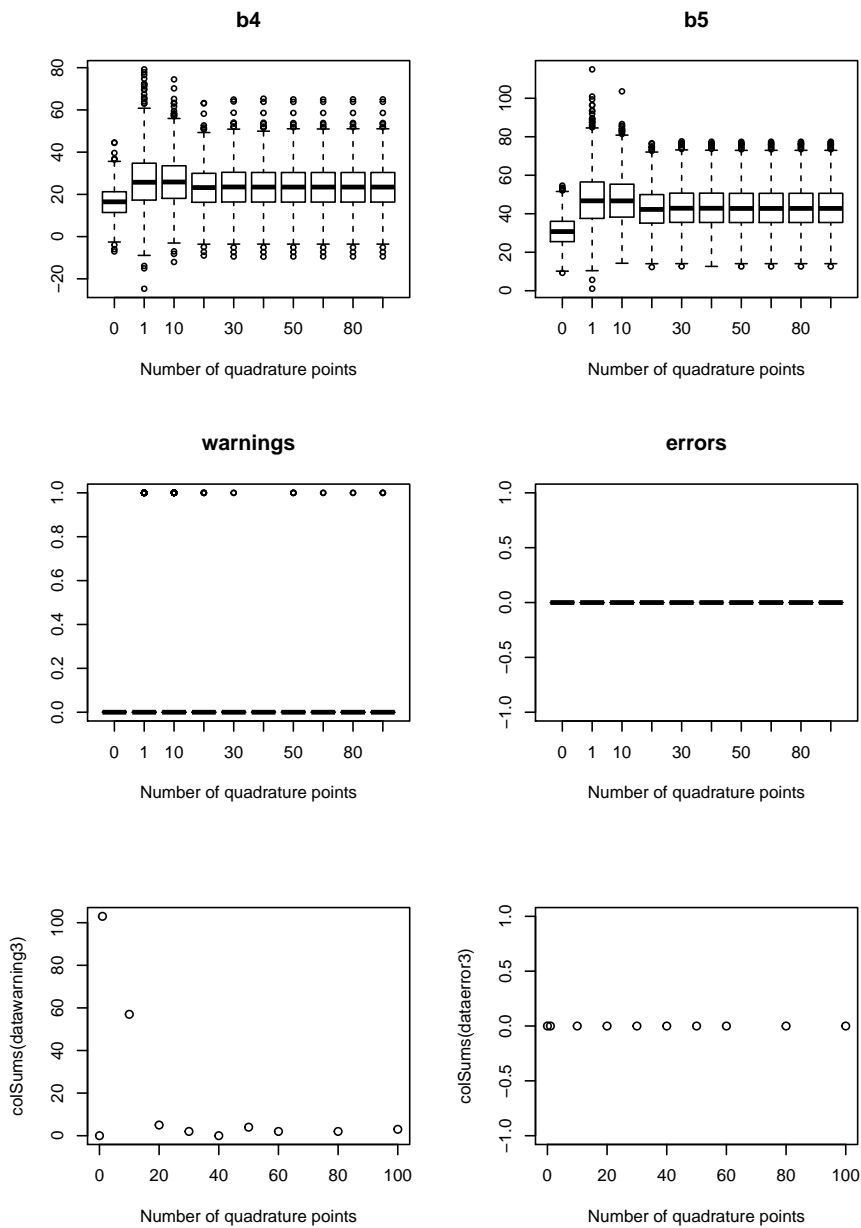 b4
80
60
40
20
0
−20
0 1 10 30 50 80
Number of quadrature points
b5
100
80
60
40
20
0
0 1 10 30 50 80
Number of quadrature points
warnings
1.0
0.8
0.6
0.4
0.2
0.0
0 1 10 30 50 80
Number of quadrature points
errors
1.0
0.5
0.0
−0.5
−1.0
0 1 10 30 50 80
Number of quadrature points
colSums(datawarning3)
100
80
60
40
20
0
0 20 40 60 80 100
Number of quadrature points
colSums(dataerror3)
1.0
0.5
0.0
−0.5
−1.0
0 20 40 60 80 100
Number of quadrature points